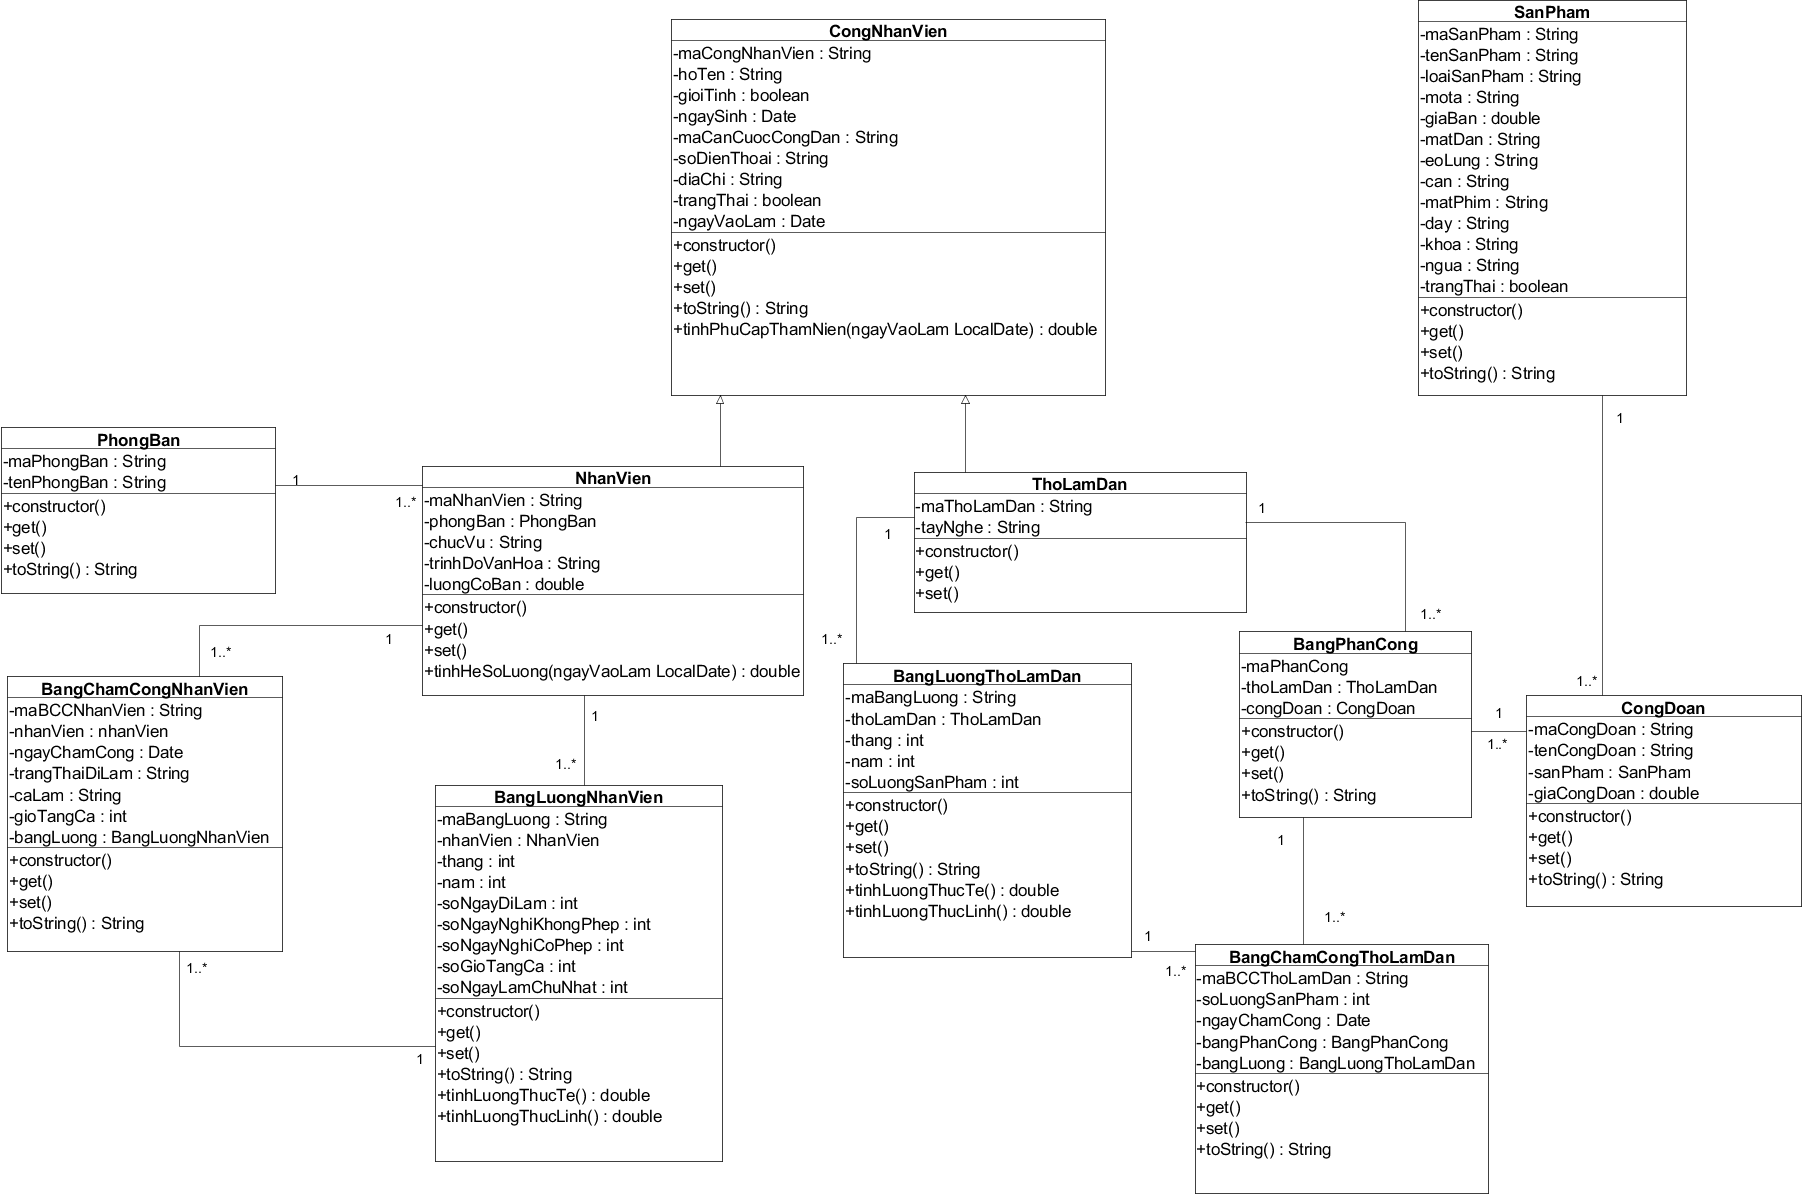 CongNhanVien
-maCongNhanVien : String
-hoTen : String
-gioiTinh : boolean
-ngaySinh : Date
-maCanCuocCongDan : String
-soDienThoai : String
-diaChi : String
-trangThai : boolean
-ngayVaoLam : Date
+constructor()
+get()
+set()
+toString() : String
+tinhPhuCapThamNien(ngayVaoLam LocalDate) : double
SanPham
-maSanPham : String
-tenSanPham : String
-loaiSanPham : String
-mota : String
-giaBan : double
-matDan : String
-eoLung : String
-can : String
-matPhim : String
-day : String
-khoa : String
-ngua : String
-trangThai : boolean
+constructor()
+get()
+set()
+toString() : String
1
1..*
PhongBan
-maPhongBan : String
-tenPhongBan : String
+constructor()
+get()
+set()
+toString() : String
1
1..*
NhanVien
-maNhanVien : String
-phongBan : PhongBan
-chucVu : String
-trinhDoVanHoa : String
-luongCoBan : double
+constructor()
+get()
+set()
+tinhHeSoLuong(ngayVaoLam LocalDate) : double
1
1..*
1
1..*
ThoLamDan
-maThoLamDan : String
-tayNghe : String
+constructor()
+get()
+set()
1
1..*
1
1..*
BangChamCongNhanVien
-maBCCNhanVien : String
-nhanVien : nhanVien
-ngayChamCong : Date
-trangThaiDiLam : String
-caLam : String
-gioTangCa : int
-bangLuong : BangLuongNhanVien
+constructor()
+get()
+set()
+toString() : String
1..*
1
BangLuongNhanVien
-maBangLuong : String
-nhanVien : NhanVien
-thang : int
-nam : int
-soNgayDiLam : int
-soNgayNghiKhongPhep : int
-soNgayNghiCoPhep : int
-soGioTangCa : int
-soNgayLamChuNhat : int
+constructor()
+get()
+set()
+toString() : String
+tinhLuongThucTe() : double
+tinhLuongThucLinh() : double
BangLuongThoLamDan
-maBangLuong : String
-thoLamDan : ThoLamDan
-thang : int
-nam : int
-soLuongSanPham : int
+constructor()
+get()
+set()
+toString() : String
+tinhLuongThucTe() : double
+tinhLuongThucLinh() : double
1
1..*
BangPhanCong
-maPhanCong
-thoLamDan : ThoLamDan
-congDoan : CongDoan
+constructor()
+get()
+set()
+toString() : String
1
1..*
1
1..*
CongDoan
-maCongDoan : String
-tenCongDoan : String
-sanPham : SanPham
-giaCongDoan : double
+constructor()
+get()
+set()
+toString() : String
BangChamCongThoLamDan
-maBCCThoLamDan : String
-soLuongSanPham : int
-ngayChamCong : Date
-bangPhanCong : BangPhanCong
-bangLuong : BangLuongThoLamDan
+constructor()
+get()
+set()
+toString() : String